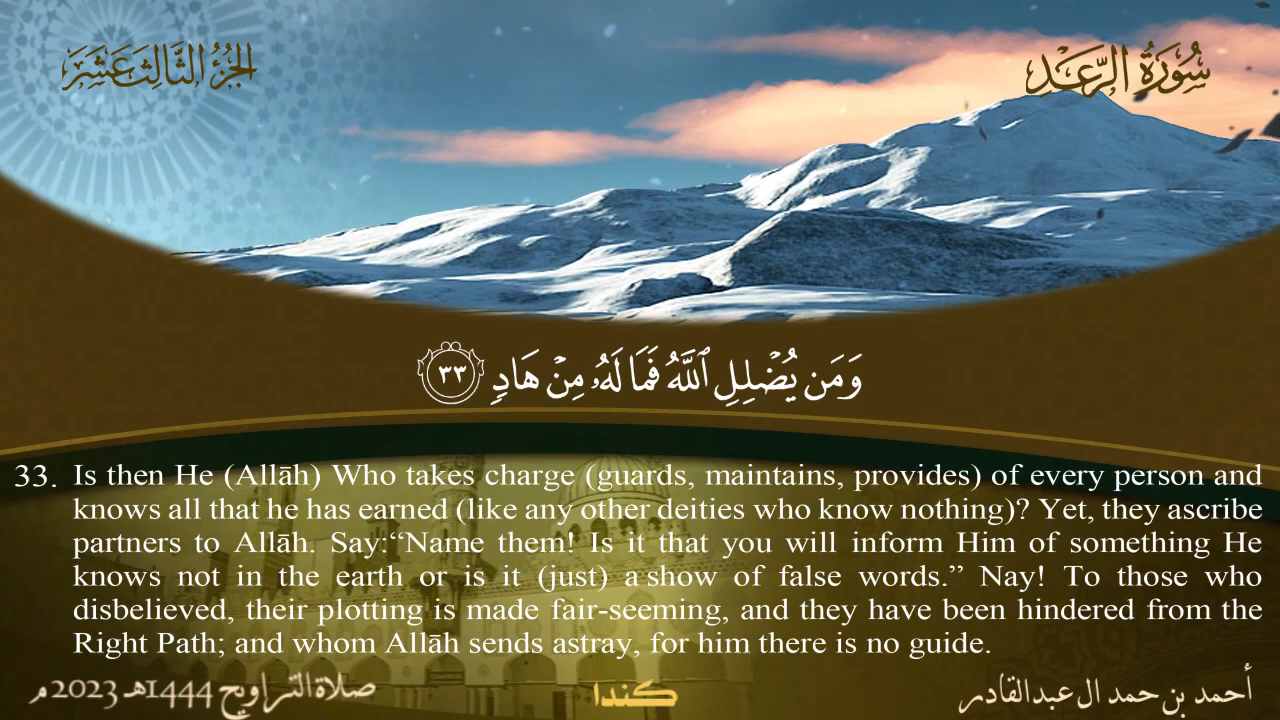 سُورَةُ الرَّعْدِ
الجُزْءُ الثَّالِثَ عَشَرَ
وَمَن يُضْلِلِ ٱللَّهُ فَمَا لَهُۥ مِنْ هَادٍ ٣٣
33. Is then He (Allāh) Who takes charge (guards, maintains, provides) of every person and
knows all that he has earned (like any other deities who know nothing)? Yet, they ascribe
partners to Allāh. Say:“Name them! Is it that you will inform Him of something He
knows not in the earth or is it (just) a show of false words.” Nay! To those who
disbelieved, their plotting is made fair-seeming, and they have been hindered from the
Right Path; and whom Allāh sends astray, for him there is no guide.
أحمد بن حمد ال عبدالقادر
كندا
صلاة التراويح 1444هـ 2023م